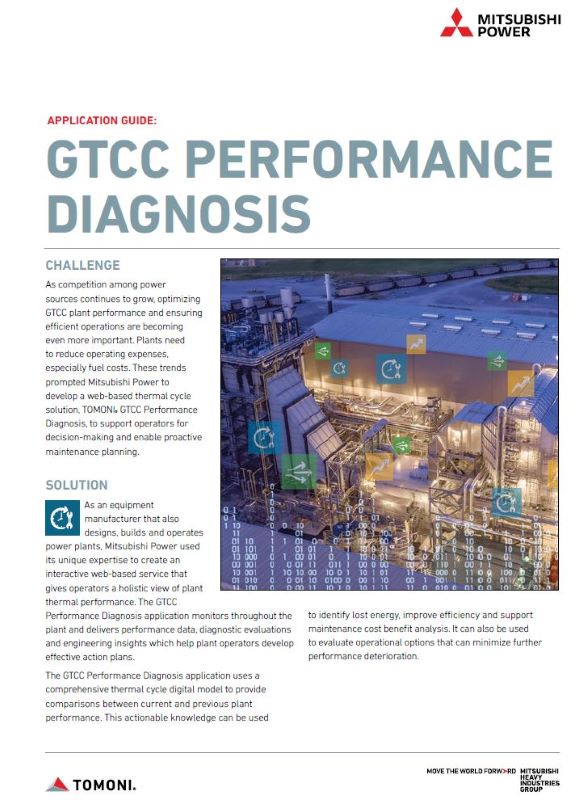 MITSUBISHI
POWER
APPLICATION GUIDE:
GTCC PERFORMANCE
DIAGNOSIS
CHALLENGE
As competition among power
sources continues to grow, optimizing
GTCC plant performance and ensuring
efficient operations are becoming
even more important. Plants need
to reduce operating expenses,
especially fuel costs. These trends
prompted Mitsubishi Power to
develop a web-based thermal cycle
solution, TOMONI® GTCC Performance
Diagnosis, to support operators for
decision-making and enable proactive
maintenance planning.
SOLUTION
As an equipment
manufacturer that also
designs, builds and operates
power plants, Mitsubishi Power used
its unique expertise to create an
interactive web-based service that
gives operators a holistic view of plant
thermal performance. The GTCC
Performance Diagnosis application monitors throughout the
plant and delivers performance data, diagnostic evaluations
and engineering insights which help plant operators develop
effective action plans.
The GTCC Performance Diagnosis application uses a
comprehensive thermal cycle digital model to provide
comparisons between current and previous plant
performance. This actionable knowledge can be used
to identify lost energy, improve efficiency and support
maintenance cost benefit analysis. It can also be used
to evaluate operational options that can minimize further
performance deterioration.
TOMONI®
MOVE THE WORLD FORWARD
MITSUBISHI
HEAVY
INDUSTRIES
GROUP